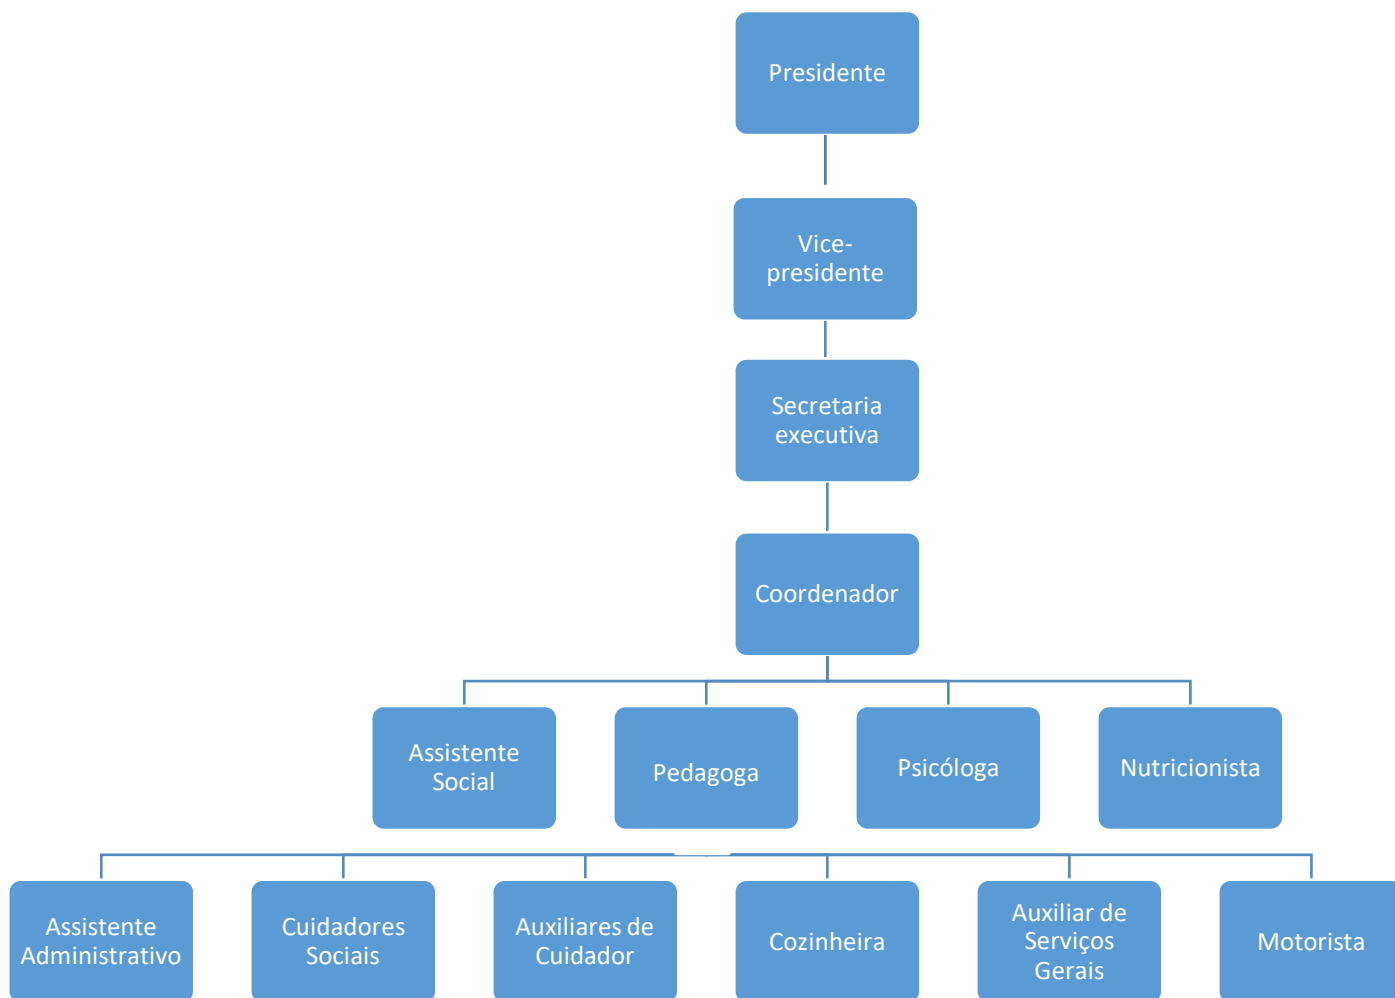 Presidente
Vice-
presidente
Secretaria
executiva
Coordenador
Assistente
Social
Pedagoga
Psicóloga
Nutricionista
Assistente
Administrativo
Cuidadores
Sociais
Auxiliares de
Cuidador
Cozinheira
Auxiliar de
Serviços
Gerais
Motorista